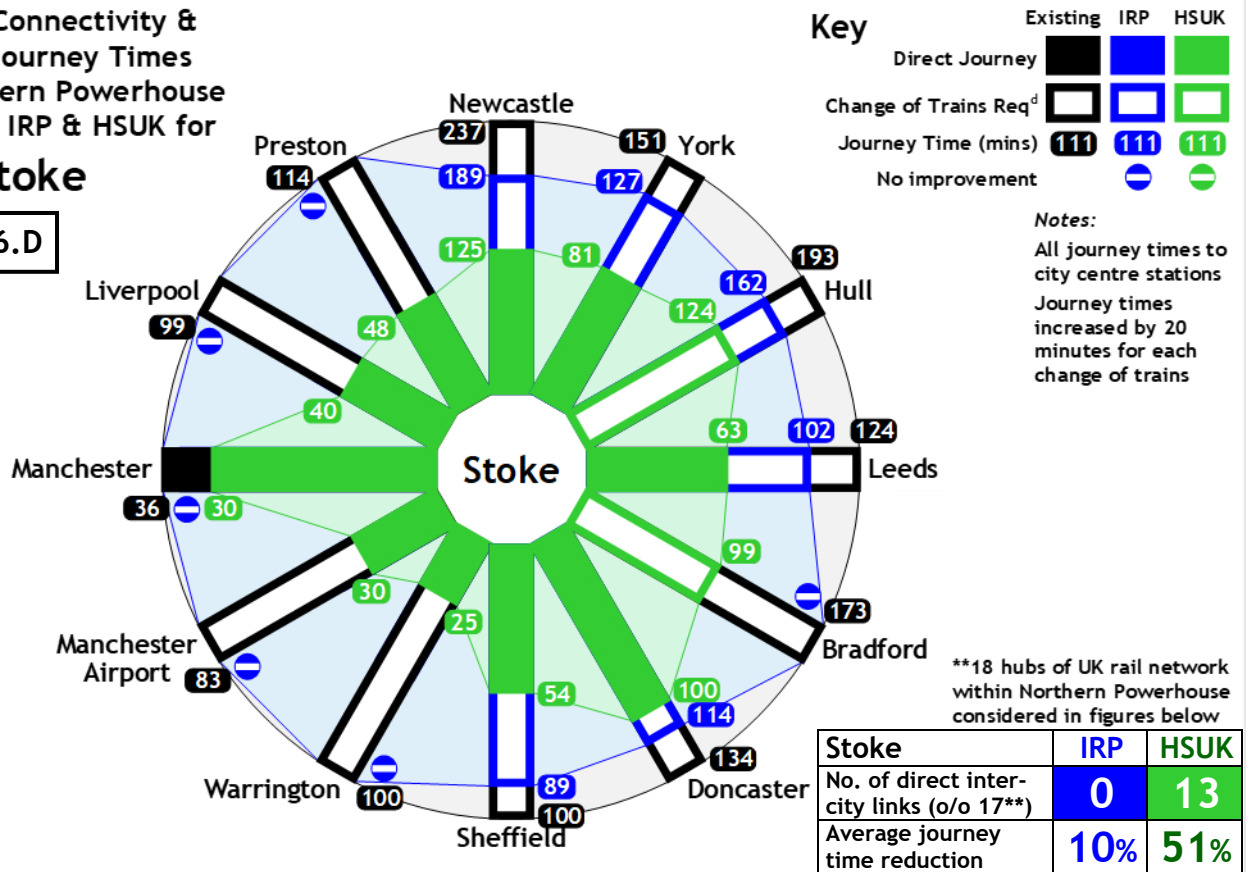 Connectivity &
ourney Times
ern Powerhouse
IRP & HSUK for
toke
6.D
Key
Existing IRP HSUK
Direct Journey
Change of Trains Reqᵈ
Journey Time (mins) 111 111 111
No improvement
Notes:
All journey times to
city centre stations
Journey times
increased by 20
minutes for each
change of trains
Newcastle
237
189
125
York
151
127
81
Hull
193
162
124
Leeds
63 102 124
Bradford
99
173
Doncaster
100
114
134
Sheffield
54
89
100
Warrington
25
100
Manchester
Airport
30
83
Manchester
36 30
Liverpool
99
40
Preston
114
48
Stoke
**18 hubs of UK rail network
within Northern Powerhouse
considered in figures below
Stoke IRP HSUK
No. of direct inter-
city links (o/o 17**) 0 13
Average journey
time reduction 10% 51%